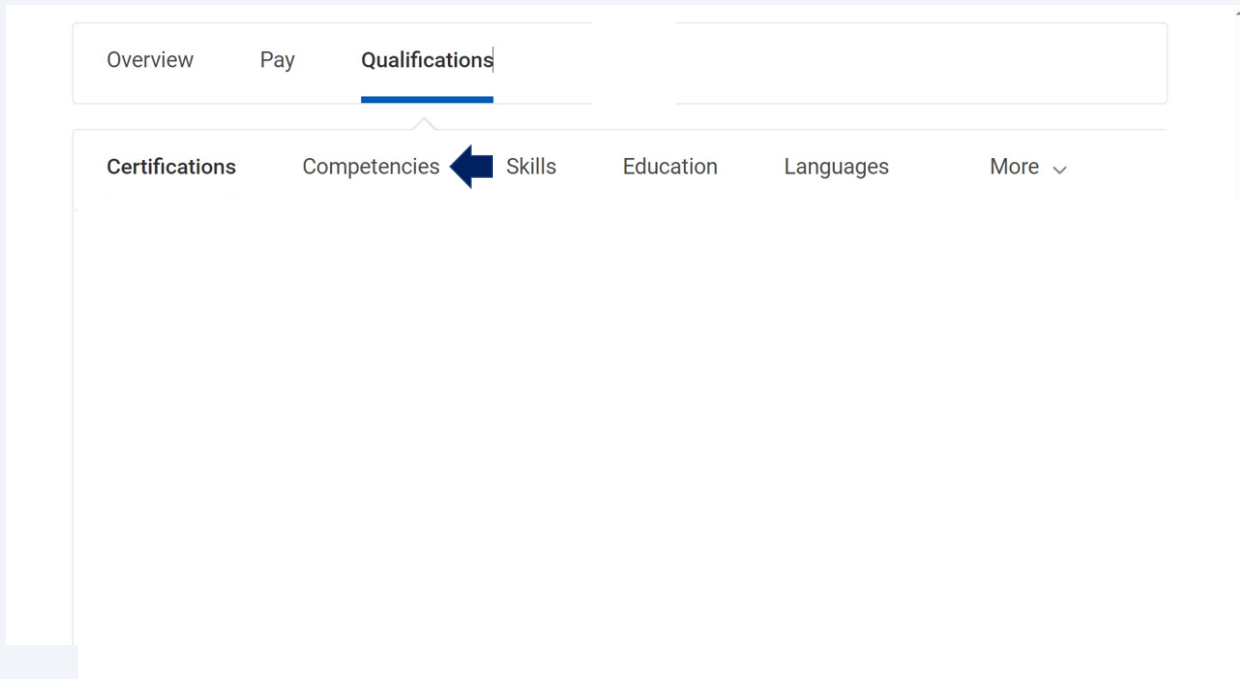 Overview Pay Qualifications
Certifications Competencies Skills Education Languages More